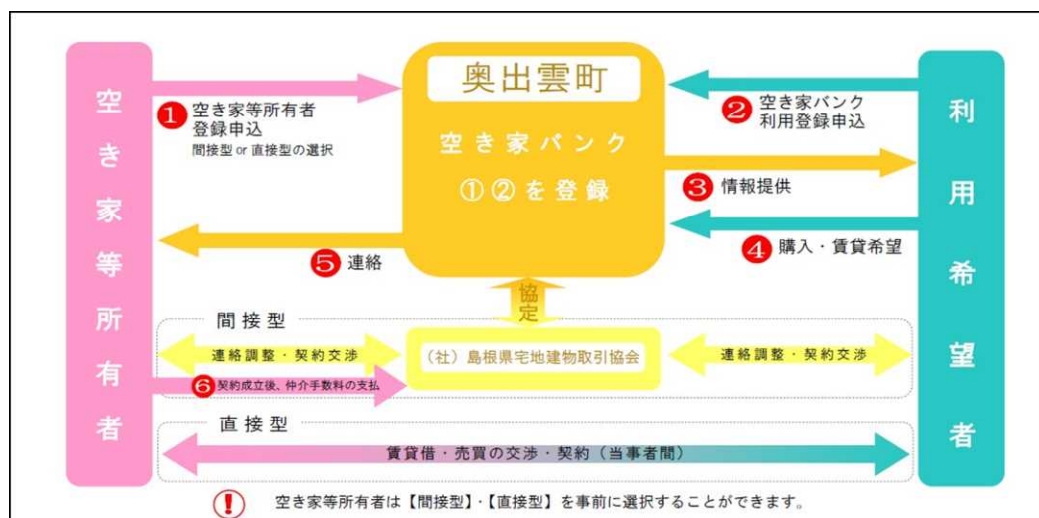 空き家等所有者
❶ 空き家等所有者
登録申込
間接型 or 直接型の選択
奥出雲町
空き家バンク
①②を登録
❷ 空き家バンク
利用登録申込
❸ 情報提供
❹ 購入・賃貸希望
❺ 連絡
協定
利用希望者
間接型
連絡調整・契約交渉
（社）島根県宅地建物取引協会
連絡調整・契約交渉
❻ 契約成立後、仲介手数料の支払
直接型
賃貸借・売買の交渉・契約（当事者間）
! 空き家等所有者は【間接型】・【直接型】を事前に選択することができます。